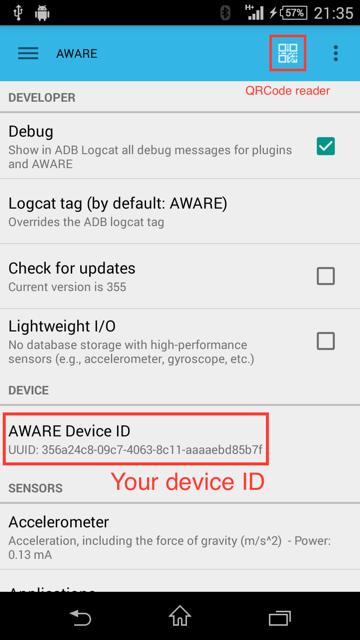 H+ 57% 21:35
AWARE
QRCode reader
DEVELOPER
Debug
Show in ADB Logcat all debug messages for plugins
and AWARE
Logcat tag (by default: AWARE)
Overrides the ADB logcat tag
Check for updates
Current version is 355
Lightweight I/O
No database storage with high-performance
sensors (e.g., accelerometer, gyroscope, etc.)
DEVICE
AWARE Device ID
UUID: 356a24c8-09c7-4063-8c11-aaaaebd85b7f
Your device ID
SENSORS
Accelerometer
Acceleration, including the force of gravity (m/s^2) - Power:
0.13 mA
Applications